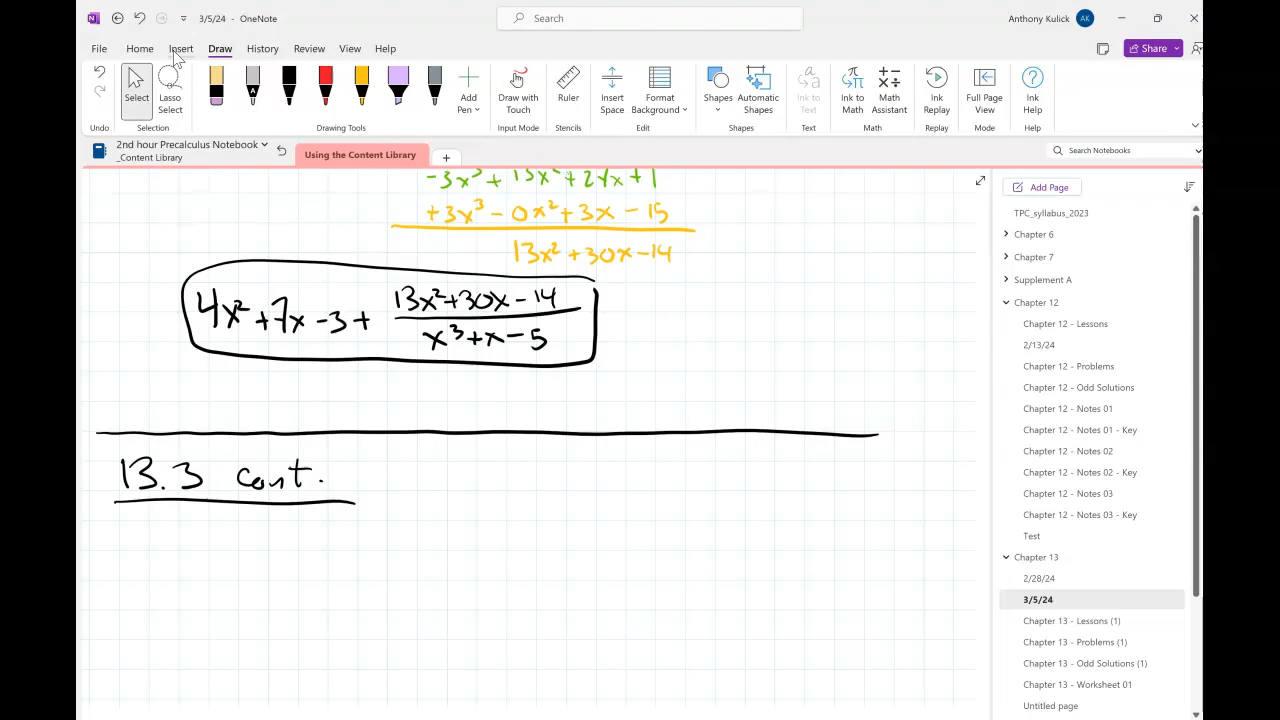 3/5/24 - OneNote
Search
Anthony Kulick
AK
File Home Insert Draw History Review View Help
Share
Select
Lasso Select
Add Pen
Draw with Touch
Ruler
Insert Space
Format Background
Shapes
Automatic Shapes
Ink to Text
Ink to Math
Math Assistant
Ink Replay
Full Page View
Ink Help
Undo Selection Drawing Tools Input Mode Stencils Edit Shapes Text Math Replay Mode Help
2nd hour Precalculus Notebook
_Content Library
Using the Content Library
Search Notebooks
+3x³ - 0x² + 3x - 15
13x² + 30x - 14
4x² + 7x - 3 + (13x² + 30x - 14)/(x³ + x - 5)
13.3 cont.
Add Page
TPC_syllabus_2023
Chapter 6
Chapter 7
Supplement A
Chapter 12
Chapter 12 - Lessons
2/13/24
Chapter 12 - Problems
Chapter 12 - Odd Solutions
Chapter 12 - Notes 01
Chapter 12 - Notes 01 - Key
Chapter 12 - Notes 02
Chapter 12 - Notes 02 - Key
Chapter 12 - Notes 03
Chapter 12 - Notes 03 - Key
Test
Chapter 13
2/28/24
3/5/24
Chapter 13 - Lessons (1)
Chapter 13 - Problems (1)
Chapter 13 - Odd Solutions (1)
Chapter 13 - Worksheet 01
Untitled page